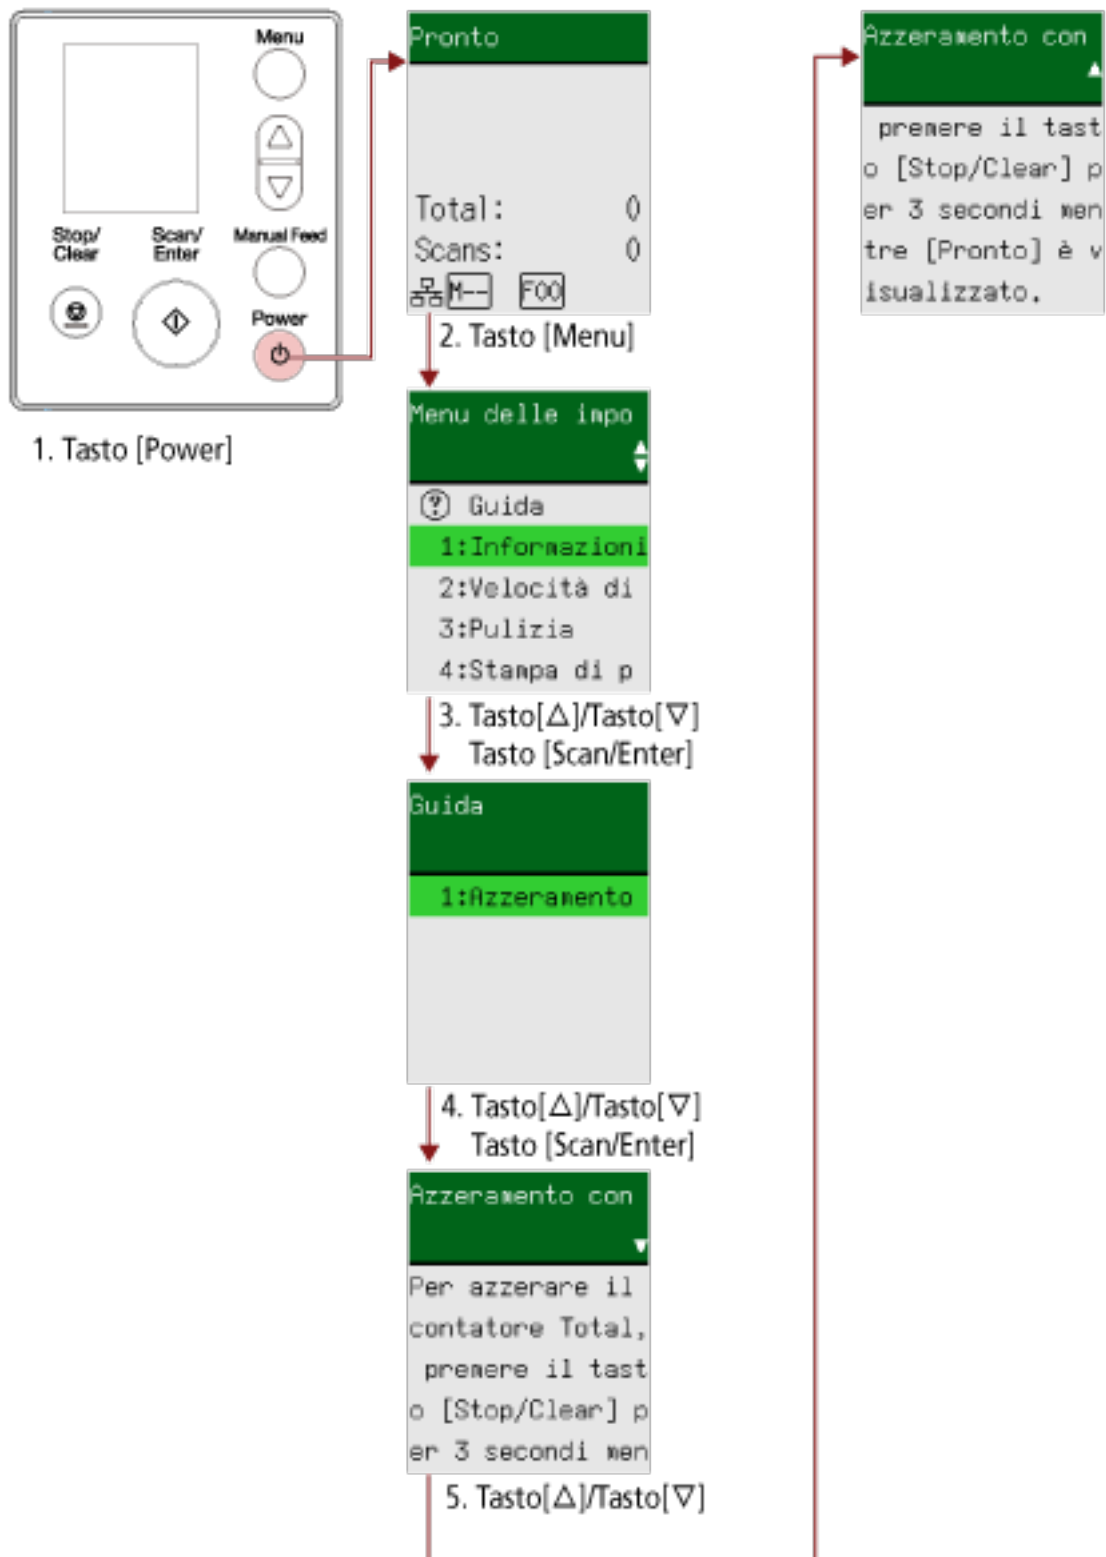 Menu
Stop/
Clear
Scan/
Enter
Manual Feed
Power
1. Tasto [Power]
Pronto
Total: 0
Scans: 0
M-- F00
2. Tasto [Menu]
Menu delle impo
? Guida
1:Informazioni
2:Velocità di
3:Pulizia
4:Stampa di p
3. Tasto[△]/Tasto[▽]
Tasto [Scan/Enter]
Guida
1:Azzeramento
4. Tasto[△]/Tasto[▽]
Tasto [Scan/Enter]
Azzeramento con
Per azzerare il
contatore Total,
premere il tast
o [Stop/Clear] p
er 3 secondi men
5. Tasto[△]/Tasto[▽]
Azzeramento con
premere il tast
o [Stop/Clear] p
er 3 secondi men
tre [Pronto] è v
isualizzato.